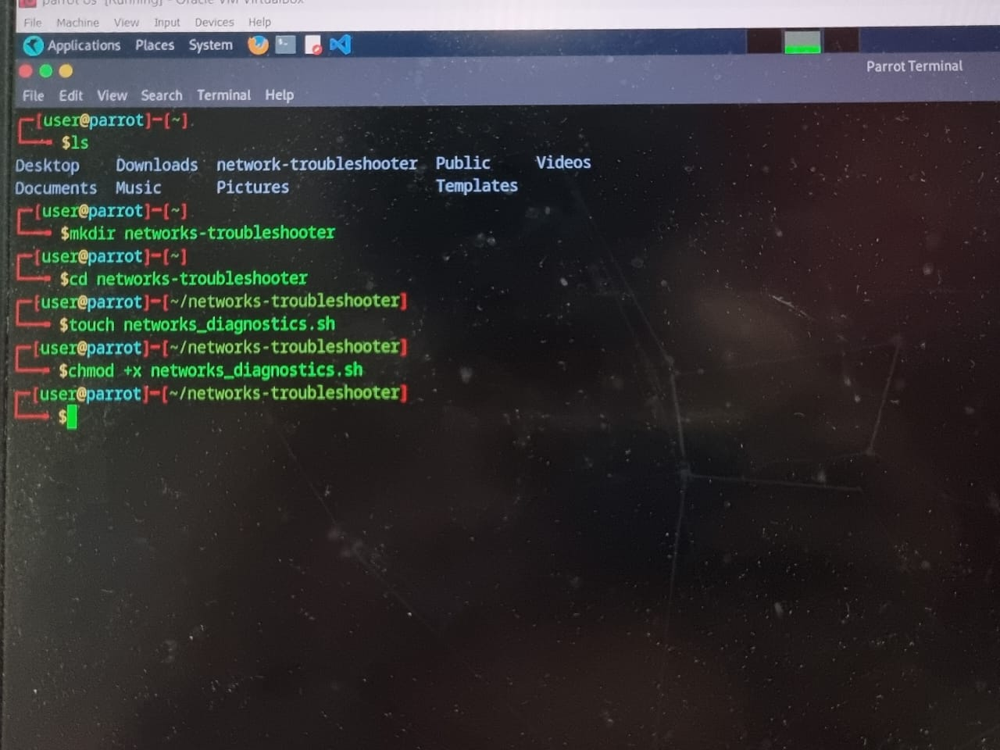 File Machine View Input Devices Help
Applications Places System
Parrot Terminal
File Edit View Search Terminal Help
[user@parrot]-[~]
$ls
Desktop Downloads network-troubleshooter Public Videos
Documents Music Pictures Templates
[user@parrot]-[~]
$mkdir networks-troubleshooter
[user@parrot]-[~]
$cd networks-troubleshooter
[user@parrot]-[~/networks-troubleshooter]
$touch networks_diagnostics.sh
[user@parrot]-[~/networks-troubleshooter]
$chmod +x networks_diagnostics.sh
[user@parrot]-[~/networks-troubleshooter]
$